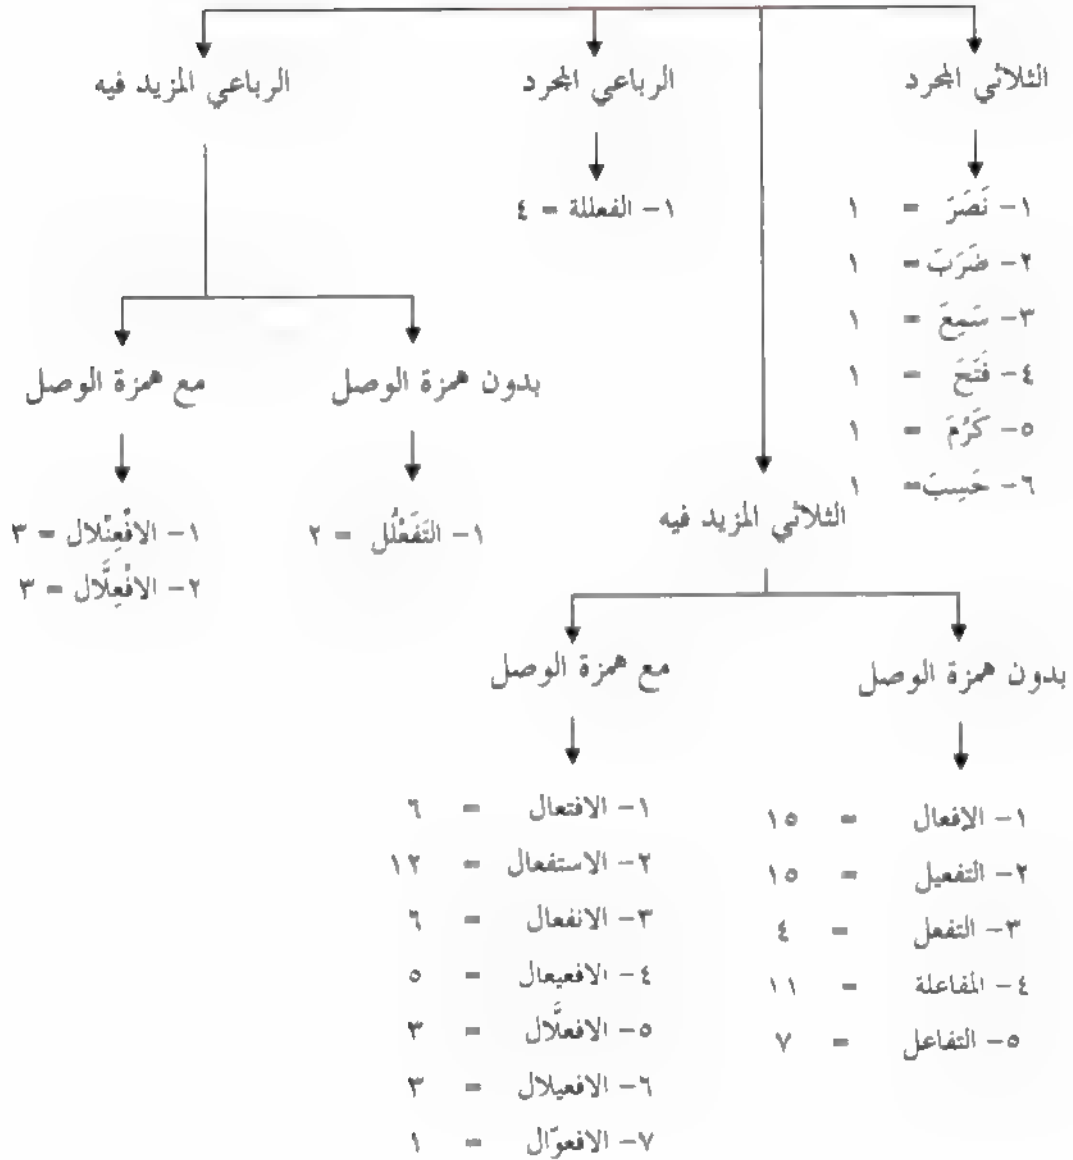 الثلاثي المجرد
١- نَصَرَ = ١
٢- ضَرَبَ = ١
٣- سَمِعَ = ١
٤- فَتَحَ = ١
٥- كَرُمَ = ١
٦- حَسِبَ = ١
الرباعي المجرد
١- الفعللة = ٤
الرباعي المزيد فيه
بدون همزة الوصل
١- التَفَعْلُل = ٢
مع همزة الوصل
١- الافْعِنْلال = ٣
٢- الافْعِلَّال = ٣
الثلاثي المزيد فيه
بدون همزة الوصل
١- الإفعال = ١٥
٢- التفعيل = ١٥
٣- التفعل = ٤
٤- المفاعلة = ١١
٥- التفاعل = ٧
مع همزة الوصل
١- الافتعال = ٦
٢- الاستفعال = ١٢
٣- الانفعال = ٦
٤- الافعيعال = ٥
٥- الافعلَّال = ٣
٦- الافعيلال = ٣
٧- الافعوّال = ١